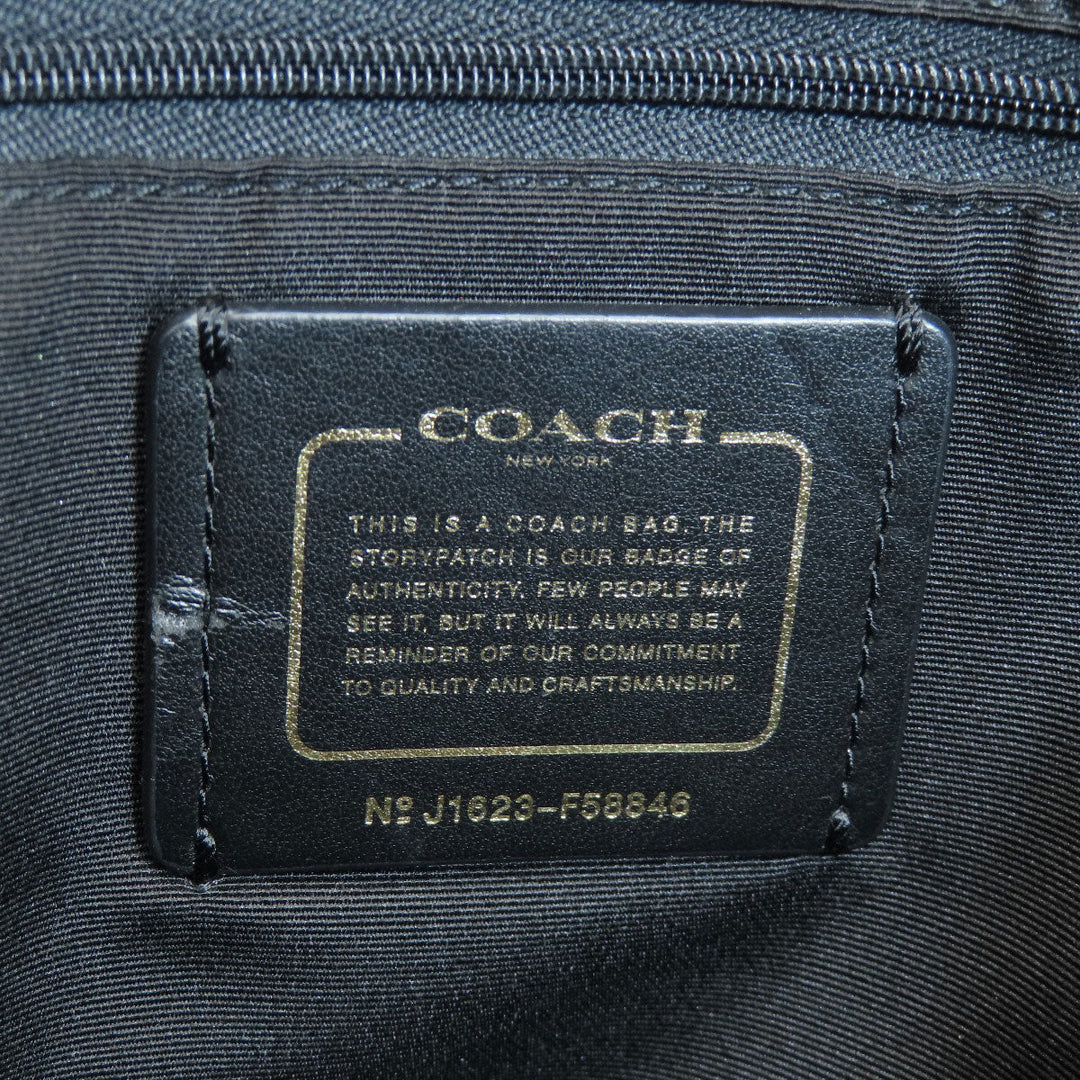 COACH
NEW YORK
THIS IS A COACH BAG. THE
STORYPATCH IS OUR BADGE OF
AUTHENTICITY. FEW PEOPLE MAY
SEE IT, BUT IT WILL ALWAYS BE A
REMINDER OF OUR COMMITMENT
TO QUALITY AND CRAFTSMANSHIP.
Nº J1623-F58846